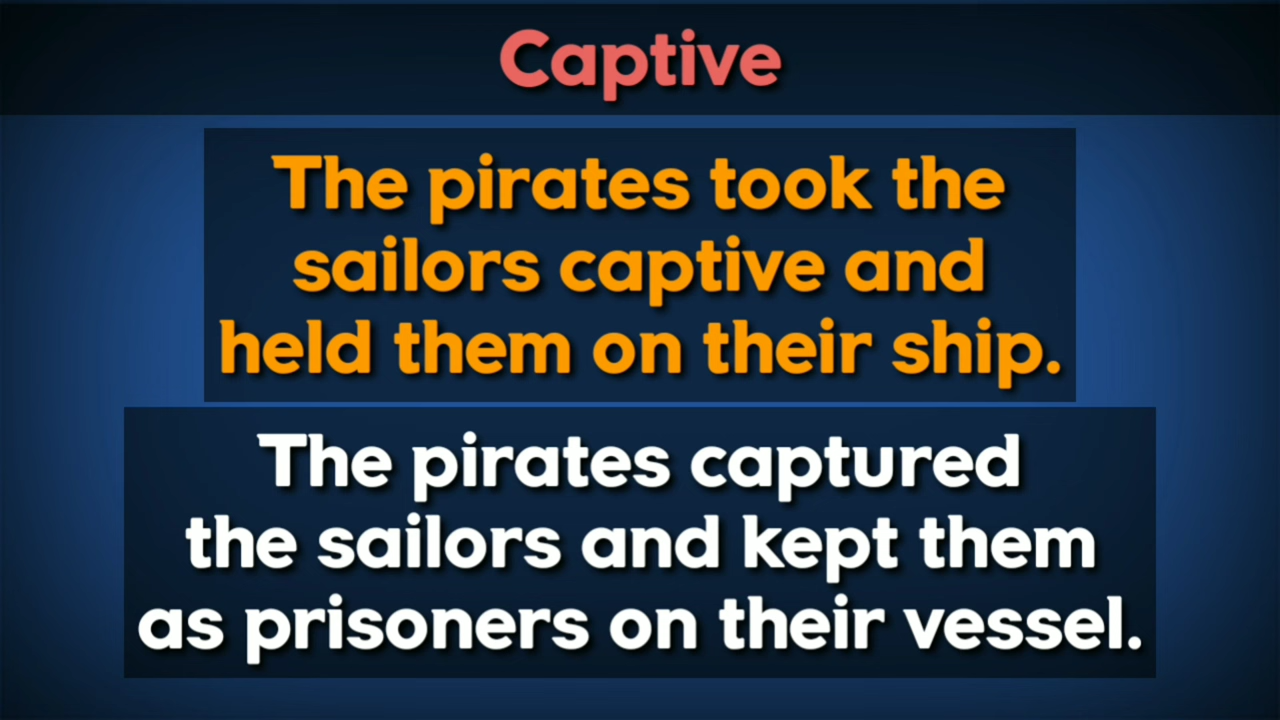 Captive
The pirates took the
sailors captive and
held them on their ship.
The pirates captured
the sailors and kept them
as prisoners on their vessel.